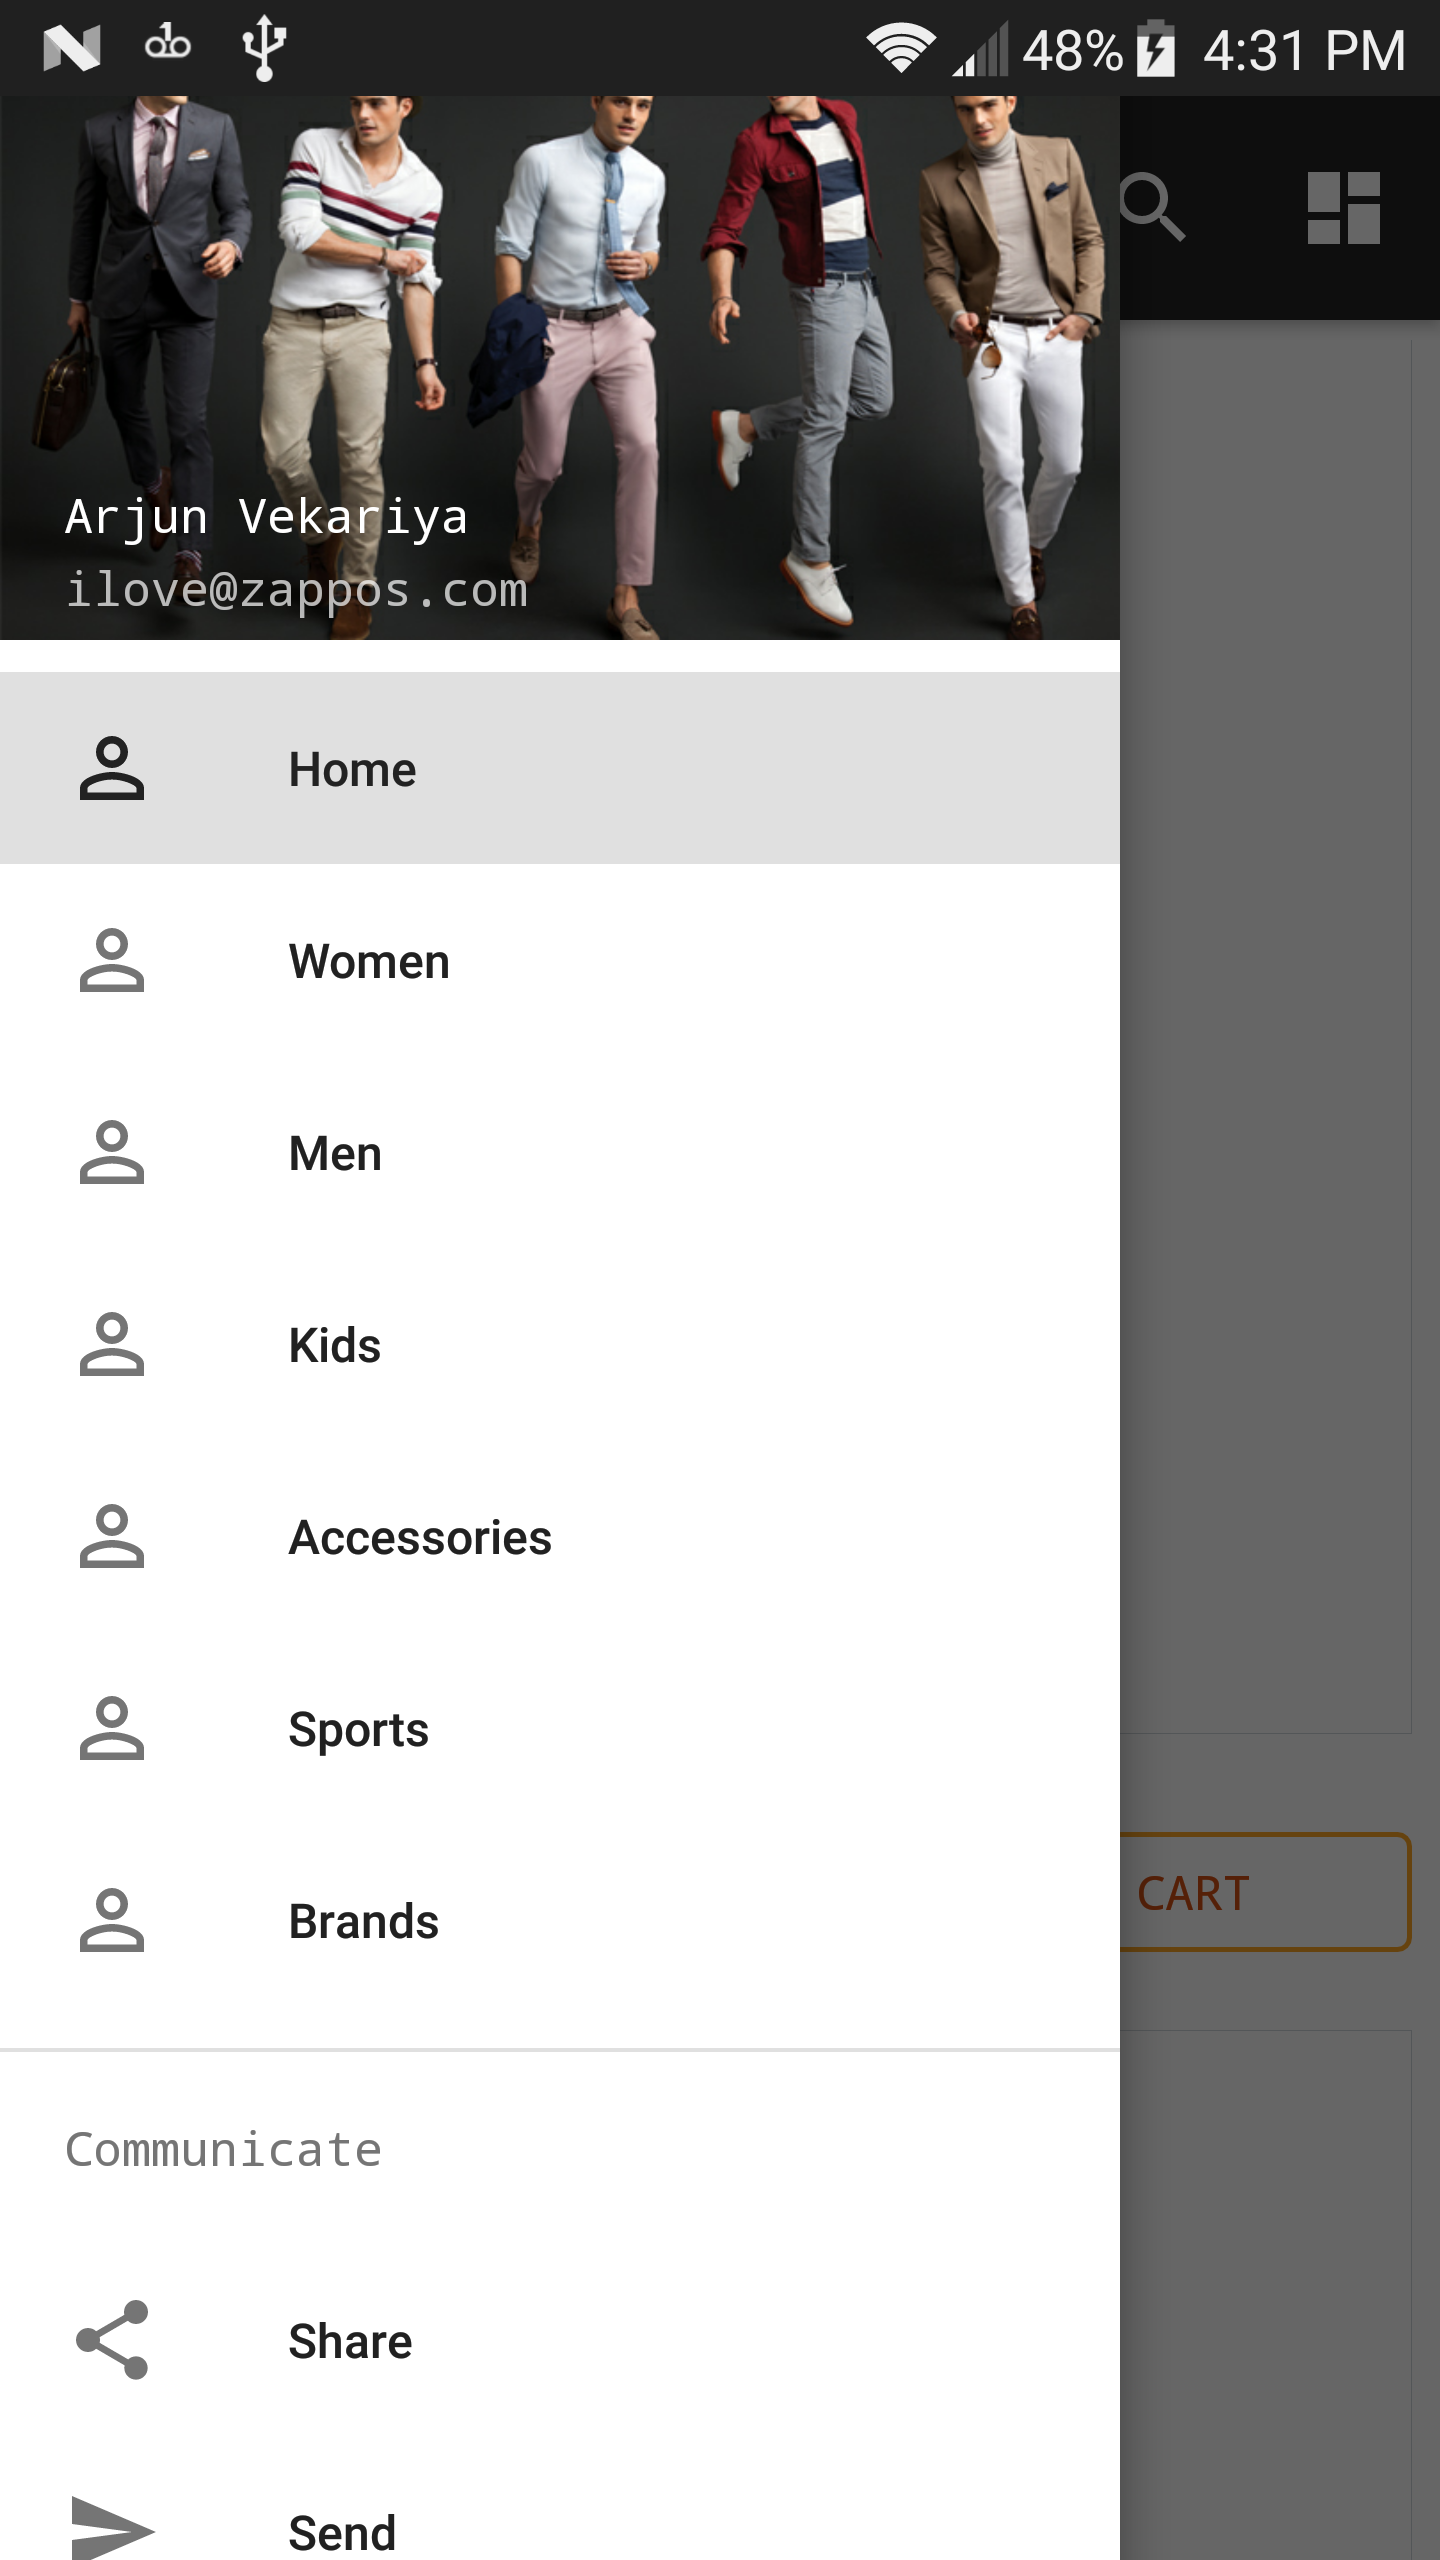 48% 4:31 PM
Arjun Vekariya
ilove@zappos.com
Home
Women
Men
Kids
Accessories
Sports
Brands
CART
Communicate
Share
Send